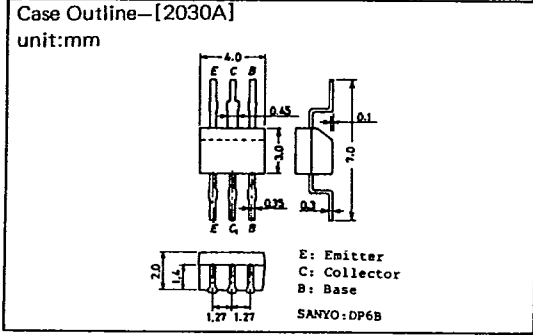 Case Outline—[2030A]
unit:mm
4.0
E C B
0.45
0.1
3.0
7.0
0.35
0.3
E C₁ B
2.0
1.4
1.27 1.27
E: Emitter
C: Collector
B: Base
SANYO:DP6B